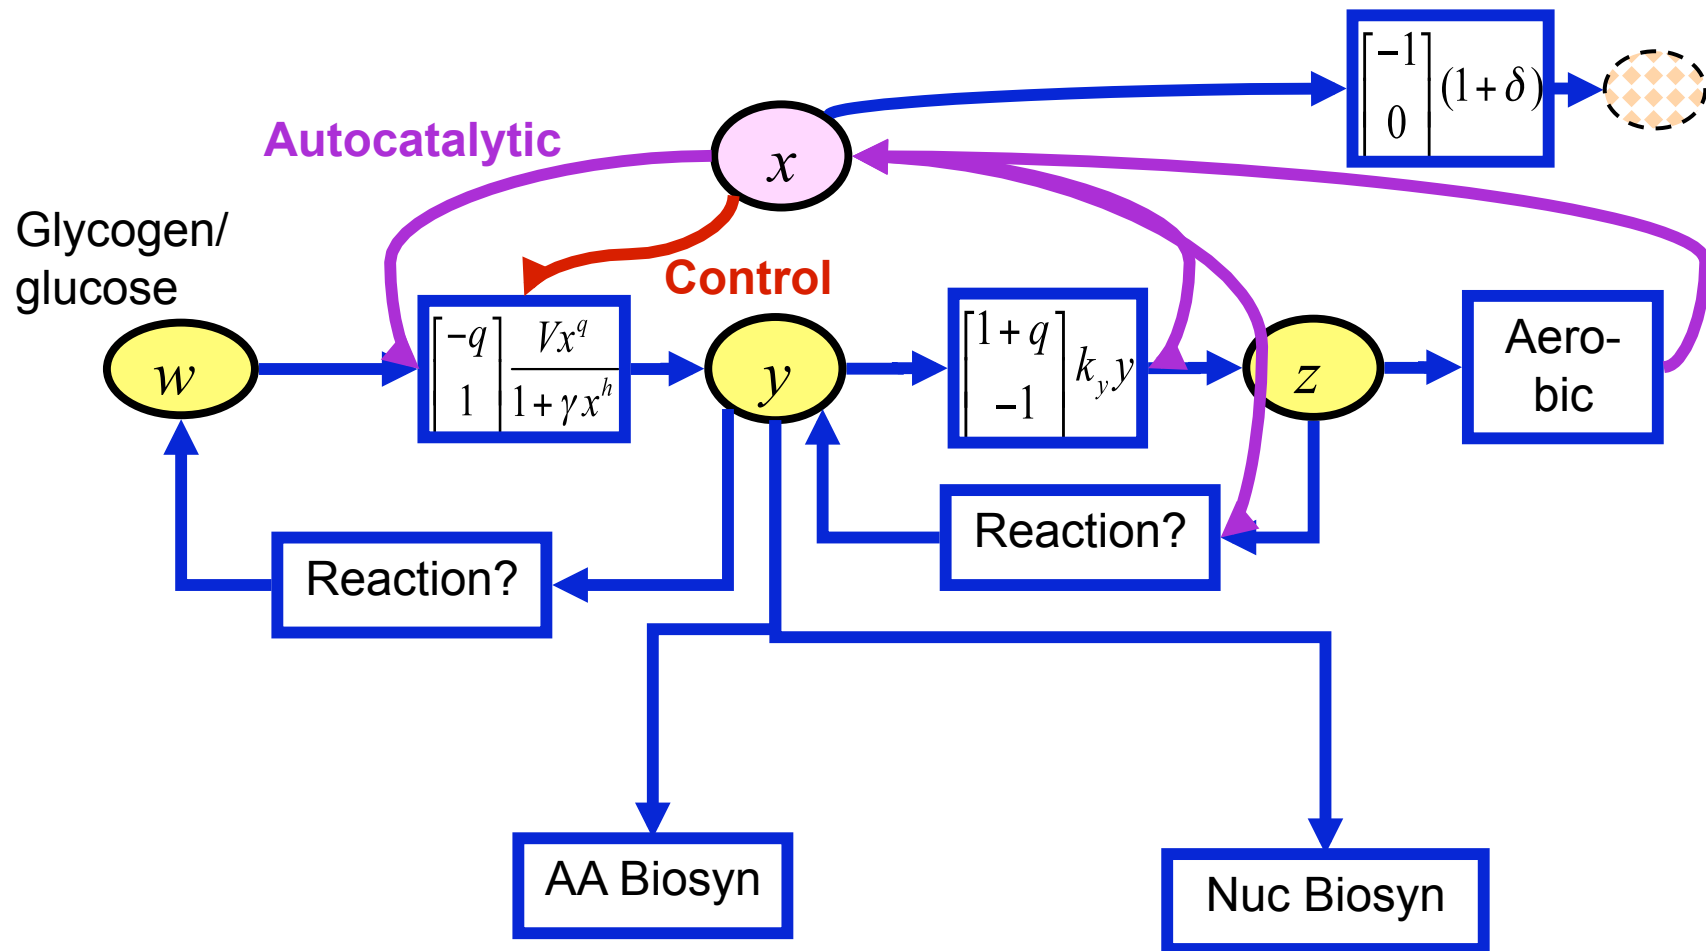 [-1 0] (1 + δ)
Autocatalytic
x
Glycogen/
glucose
Control
w
[-q 1] Vx^q / (1 + γx^h)
y
[1 + q -1] k_y y
z
Aero-
bic
Reaction?
Reaction?
AA Biosyn
Nuc Biosyn